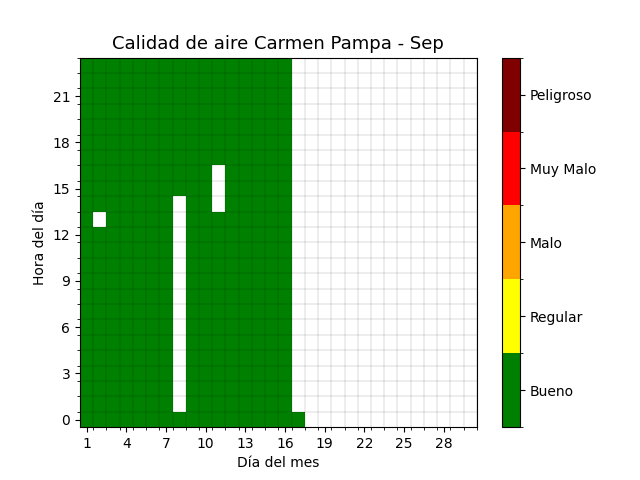 Calidad de aire Carmen Pampa - Sep
21
18
15
12
9
6
3
0
Hora del día
1 4 7 10 13 16 19 22 25 28
Día del mes
Peligroso
Muy Malo
Malo
Regular
Bueno